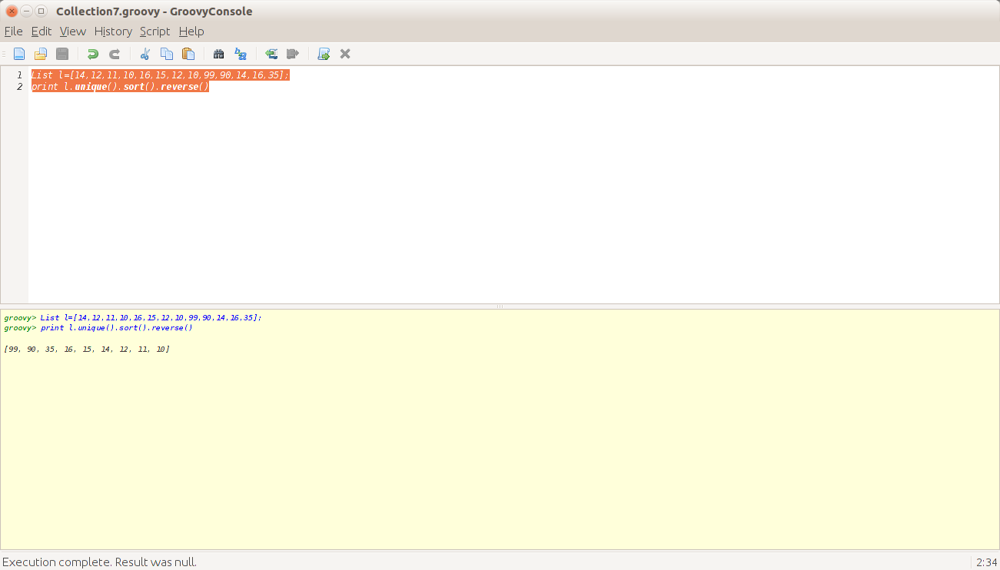 Collection7.groovy - GroovyConsole
File Edit View History Script Help
1 List l=[14,12,11,10,16,15,12,10,99,90,14,16,35];
2 print l.unique().sort().reverse()
groovy> List l=[14,12,11,10,16,15,12,10,99,90,14,16,35];
groovy> print l.unique().sort().reverse()
[99, 90, 35, 16, 15, 14, 12, 11, 10]
Execution complete. Result was null. 2:34